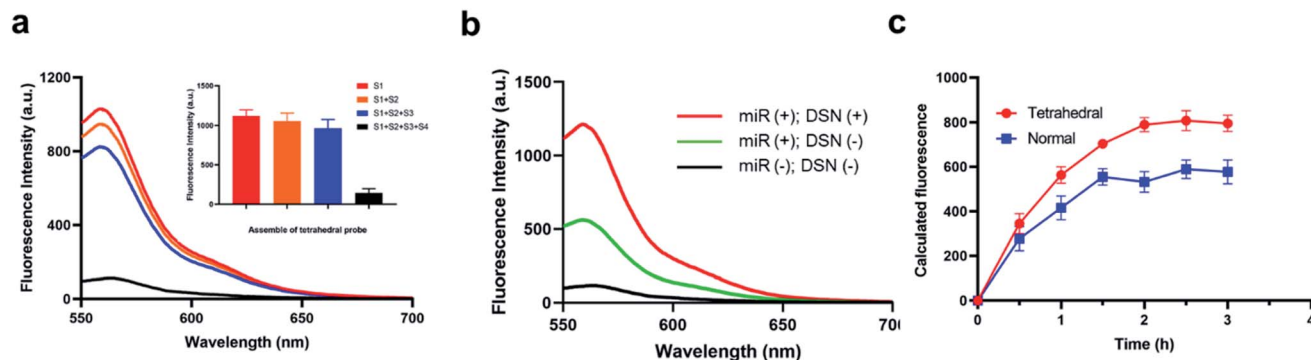 a
Fluorescence Intensity (a.u.)
1200
800
400
0
550
600
650
700
Wavelength (nm)
Fluorescence Intensity (a.u.)
1500
1000
500
0
Assemble of tetrahedral probe
S1
S1+S2
S1+S2+S3
S1+S2+S3+S4
b
Fluorescence Intensity (a.u.)
1500
1000
500
0
550
600
650
700
Wavelength (nm)
miR (+); DSN (+)
miR (+); DSN (-)
miR (-); DSN (-)
c
Calculated fluorescence
1000
800
600
400
200
0
0
1
2
3
4
Time (h)
Tetrahedral
Normal